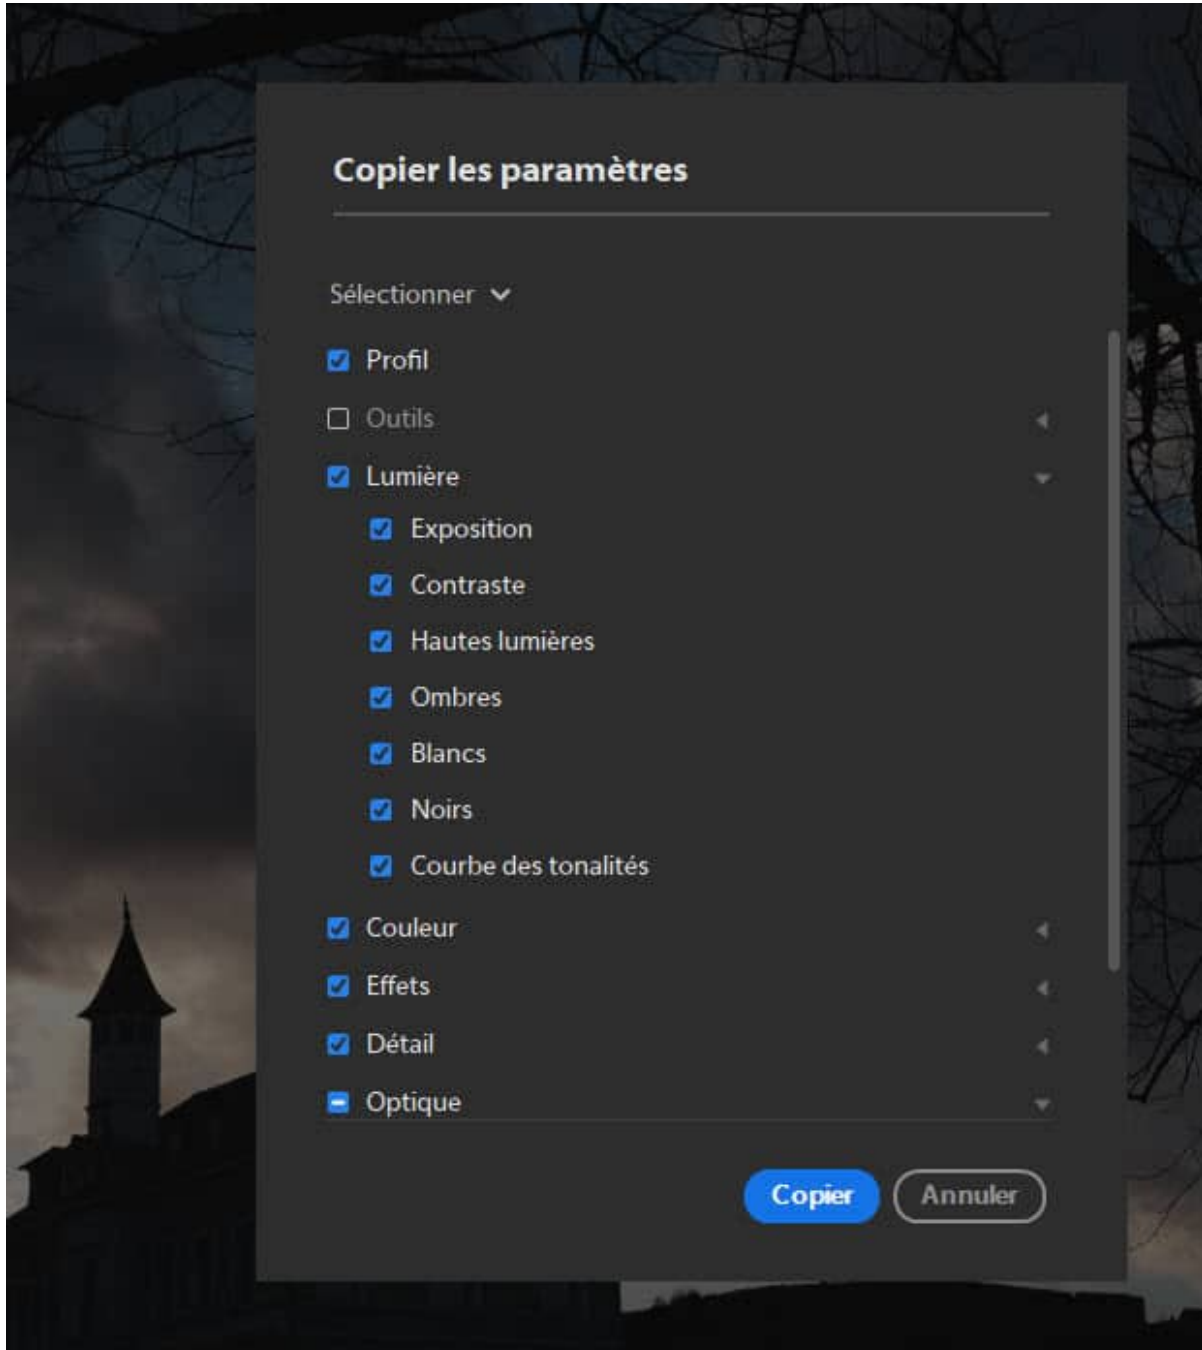 Copier les paramètres
Sélectionner
Profil
Outils
Lumière
Exposition
Contraste
Hautes lumières
Ombres
Blancs
Noirs
Courbe des tonalités
Couleur
Effets
Détail
Optique
Copier
Annuler